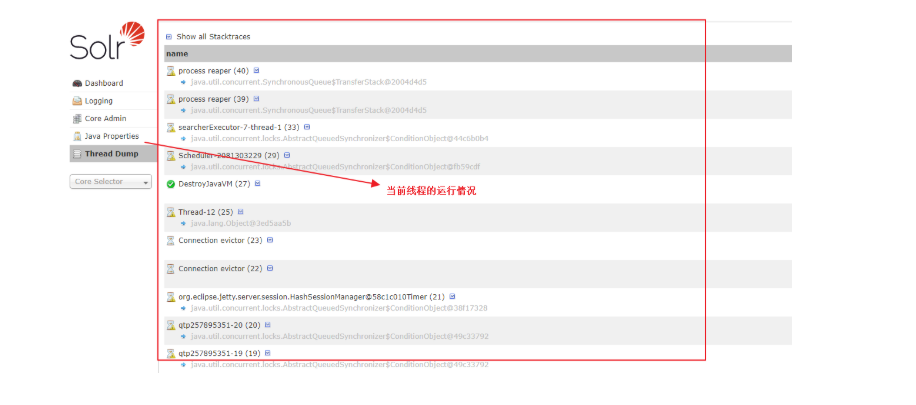 Solr
Dashboard
Logging
Core Admin
Java Properties
Thread Dump
Core Selector
Show all Stacktraces
name
process reaper (40)
java.util.concurrent.SynchronousQueue$TransferStack@2004d4d5
process reaper (39)
java.util.concurrent.SynchronousQueue$TransferStack@2004d4d5
searcherExecutor-7-thread-1 (33)
java.util.concurrent.locks.AbstractQueuedSynchronizer$ConditionObject@44c6b0b4
Scheduler-2081303229 (29)
java.util.concurrent.locks.AbstractQueuedSynchronizer$ConditionObject@fb59cdf
DestroyJavaVM (27)
当前线程的运行情况
Thread-12 (25)
java.lang.Object@3ed5aa5b
Connection evictor (23)
Connection evictor (22)
org.eclipse.jetty.server.session.HashSessionManager@58c1c010Timer (21)
java.util.concurrent.locks.AbstractQueuedSynchronizer$ConditionObject@38f17328
qtp257895351-20 (20)
java.util.concurrent.locks.AbstractQueuedSynchronizer$ConditionObject@49c33792
qtp257895351-19 (19)
java.util.concurrent.locks.AbstractQueuedSynchronizer$ConditionObject@49c33792